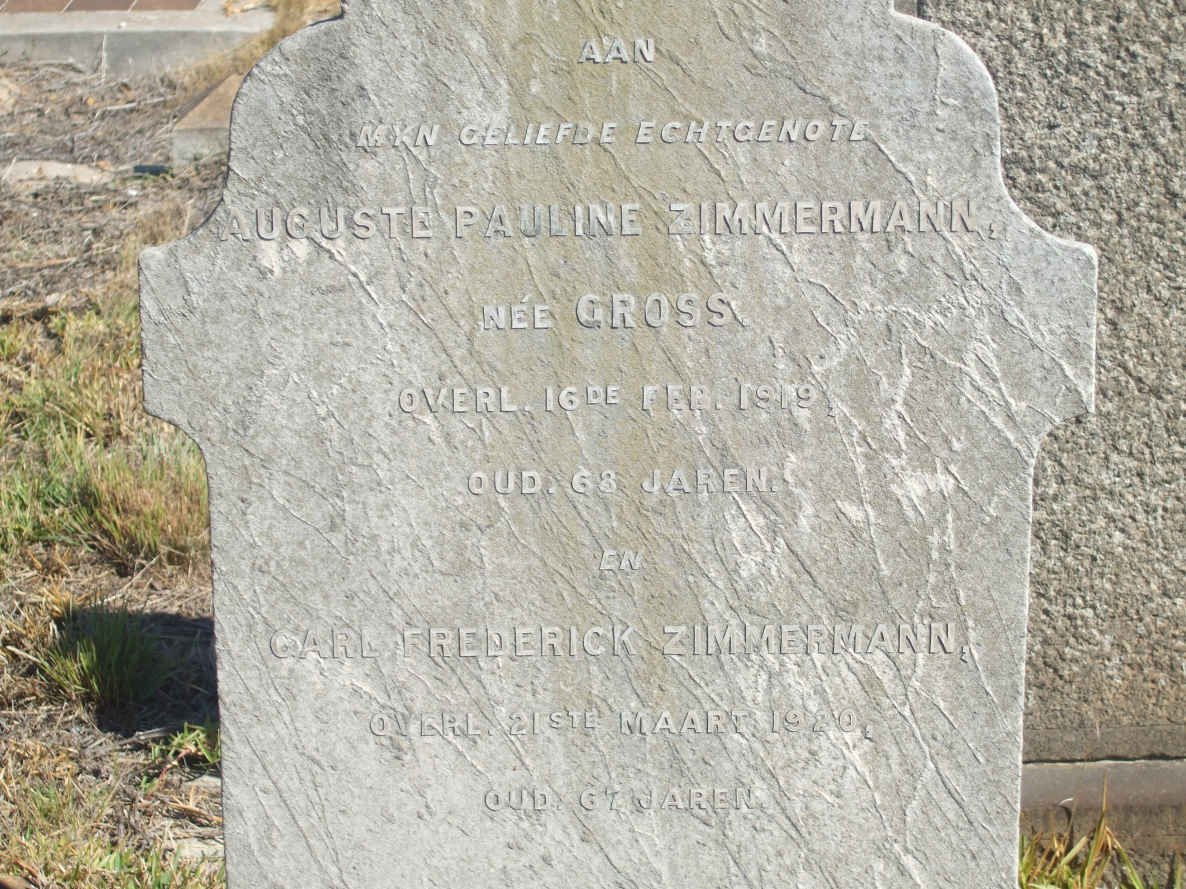 AAN
MYN GELIEFDE ECHTGENOTE
AUGUSTE PAULINE ZIMMERMANN,
NÉE GROSS.
OVERL. 16DE FEB. 1919,
OUD. 68 JAREN.
EN
CARL FREDERICK ZIMMERMANN,
OVERL. 21STE MAART 1920,
OUD. 67 JAREN.